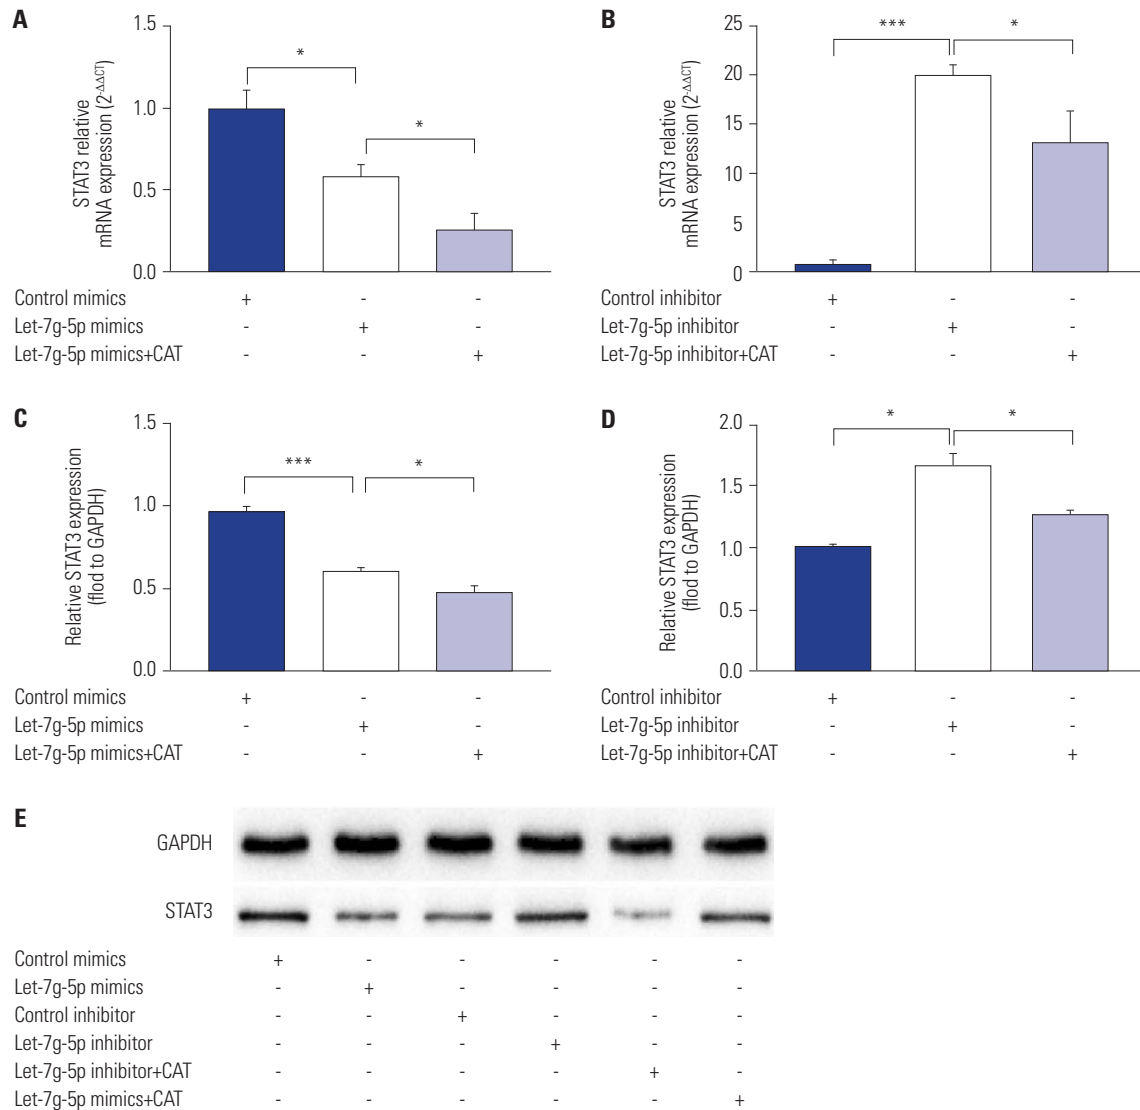 A
STAT3 relative
mRNA expression (2-ΔΔCT)
1.5
1.0
0.5
0.0
*
*
Control mimics + - -
Let-7g-5p mimics - + -
Let-7g-5p mimics+CAT - - +
B
STAT3 relative
mRNA expression (2-ΔΔCT)
25
20
15
10
5
0
***
*
Control inhibitor + - -
Let-7g-5p inhibitor - + -
Let-7g-5p inhibitor+CAT - - +
C
Relative STAT3 expression
(flod to GAPDH)
1.5
1.0
0.5
0.0
***
*
Control mimics + - -
Let-7g-5p mimics - + -
Let-7g-5p mimics+CAT - - +
D
Relative STAT3 expression
(flod to GAPDH)
2.0
1.5
1.0
0.5
0.0
*
*
Control inhibitor + - -
Let-7g-5p inhibitor - + -
Let-7g-5p inhibitor+CAT - - +
E
GAPDH
STAT3
Control mimics + - - - - -
Let-7g-5p mimics - + - - - -
Control inhibitor - - + - - -
Let-7g-5p inhibitor - - - + - -
Let-7g-5p inhibitor+CAT - - - - + -
Let-7g-5p mimics+CAT - - - - - +